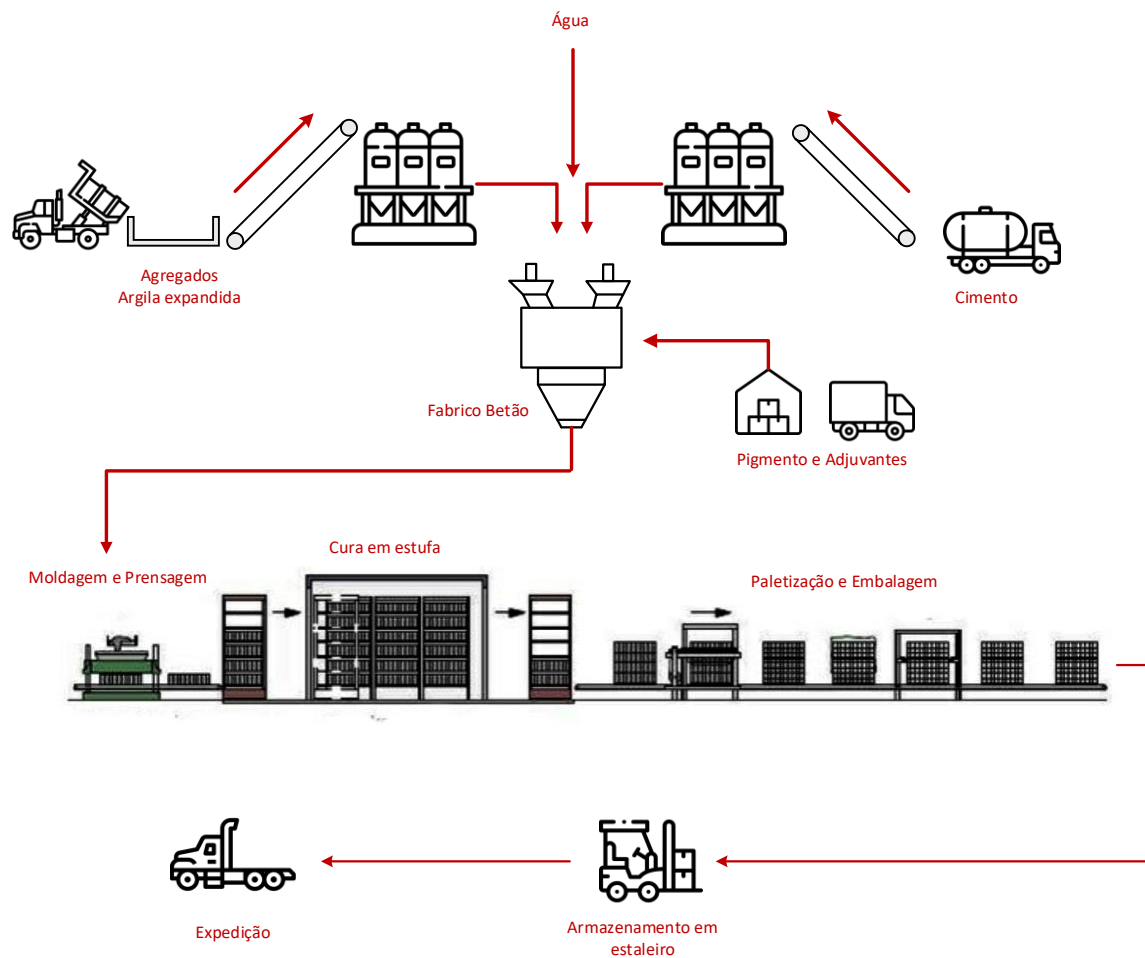 Água
Agregados
Argila expandida
Cimento
Fabrico Betão
Pigmento e Adjuvantes
Cura em estufa
Moldagem e Prensagem
Paletização e Embalagem
Expedição
Armazenamento em
estaleiro